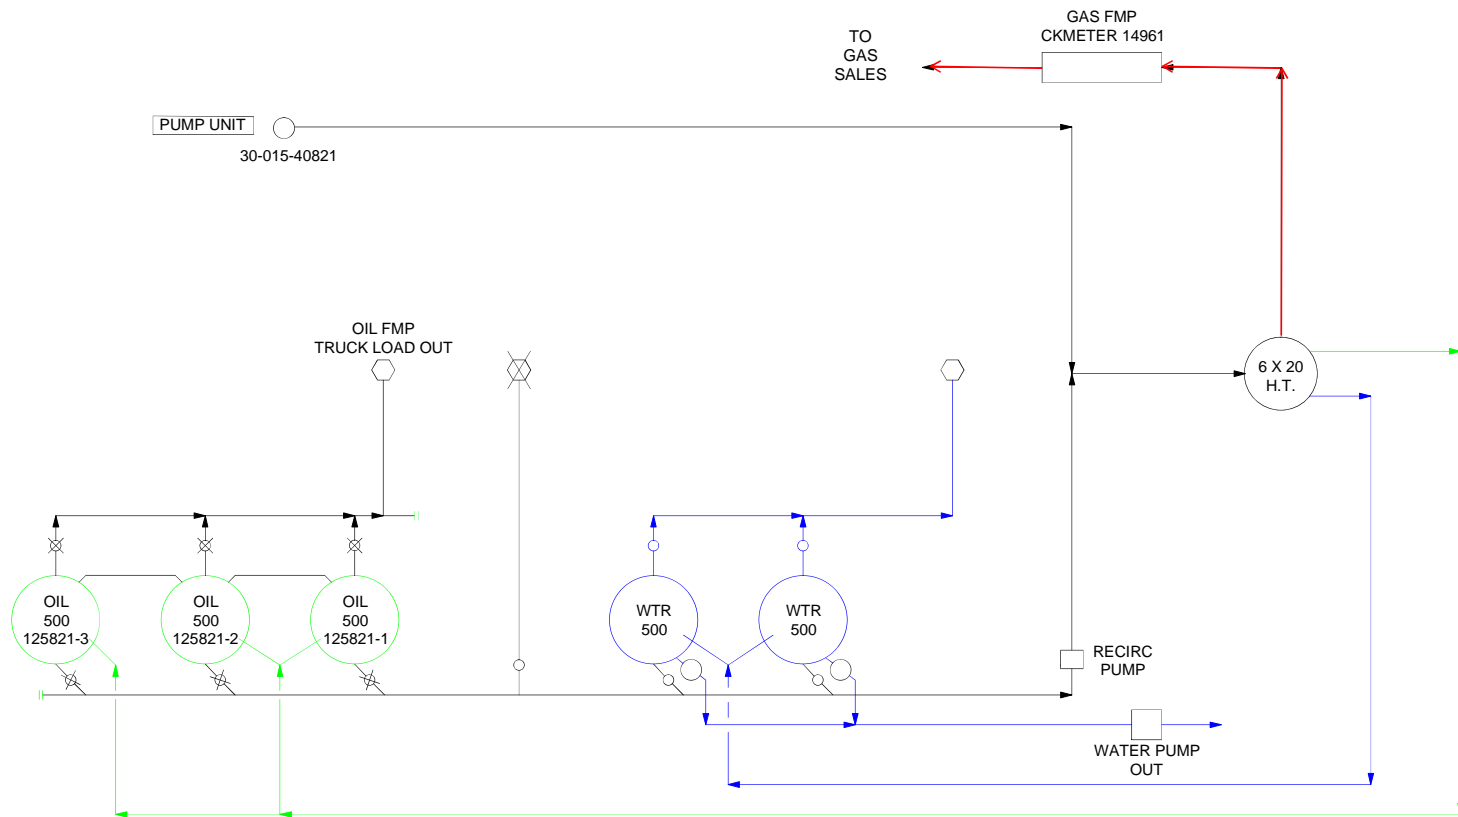 GAS FMP
CKMETER 14961
TO
GAS
SALES
PUMP UNIT
30-015-40821
OIL FMP
TRUCK LOAD OUT
6 X 20
H.T.
OIL
500
125821-3
OIL
500
125821-2
OIL
500
125821-1
WTR
500
WTR
500
RECIRC
PUMP
WATER PUMP
OUT